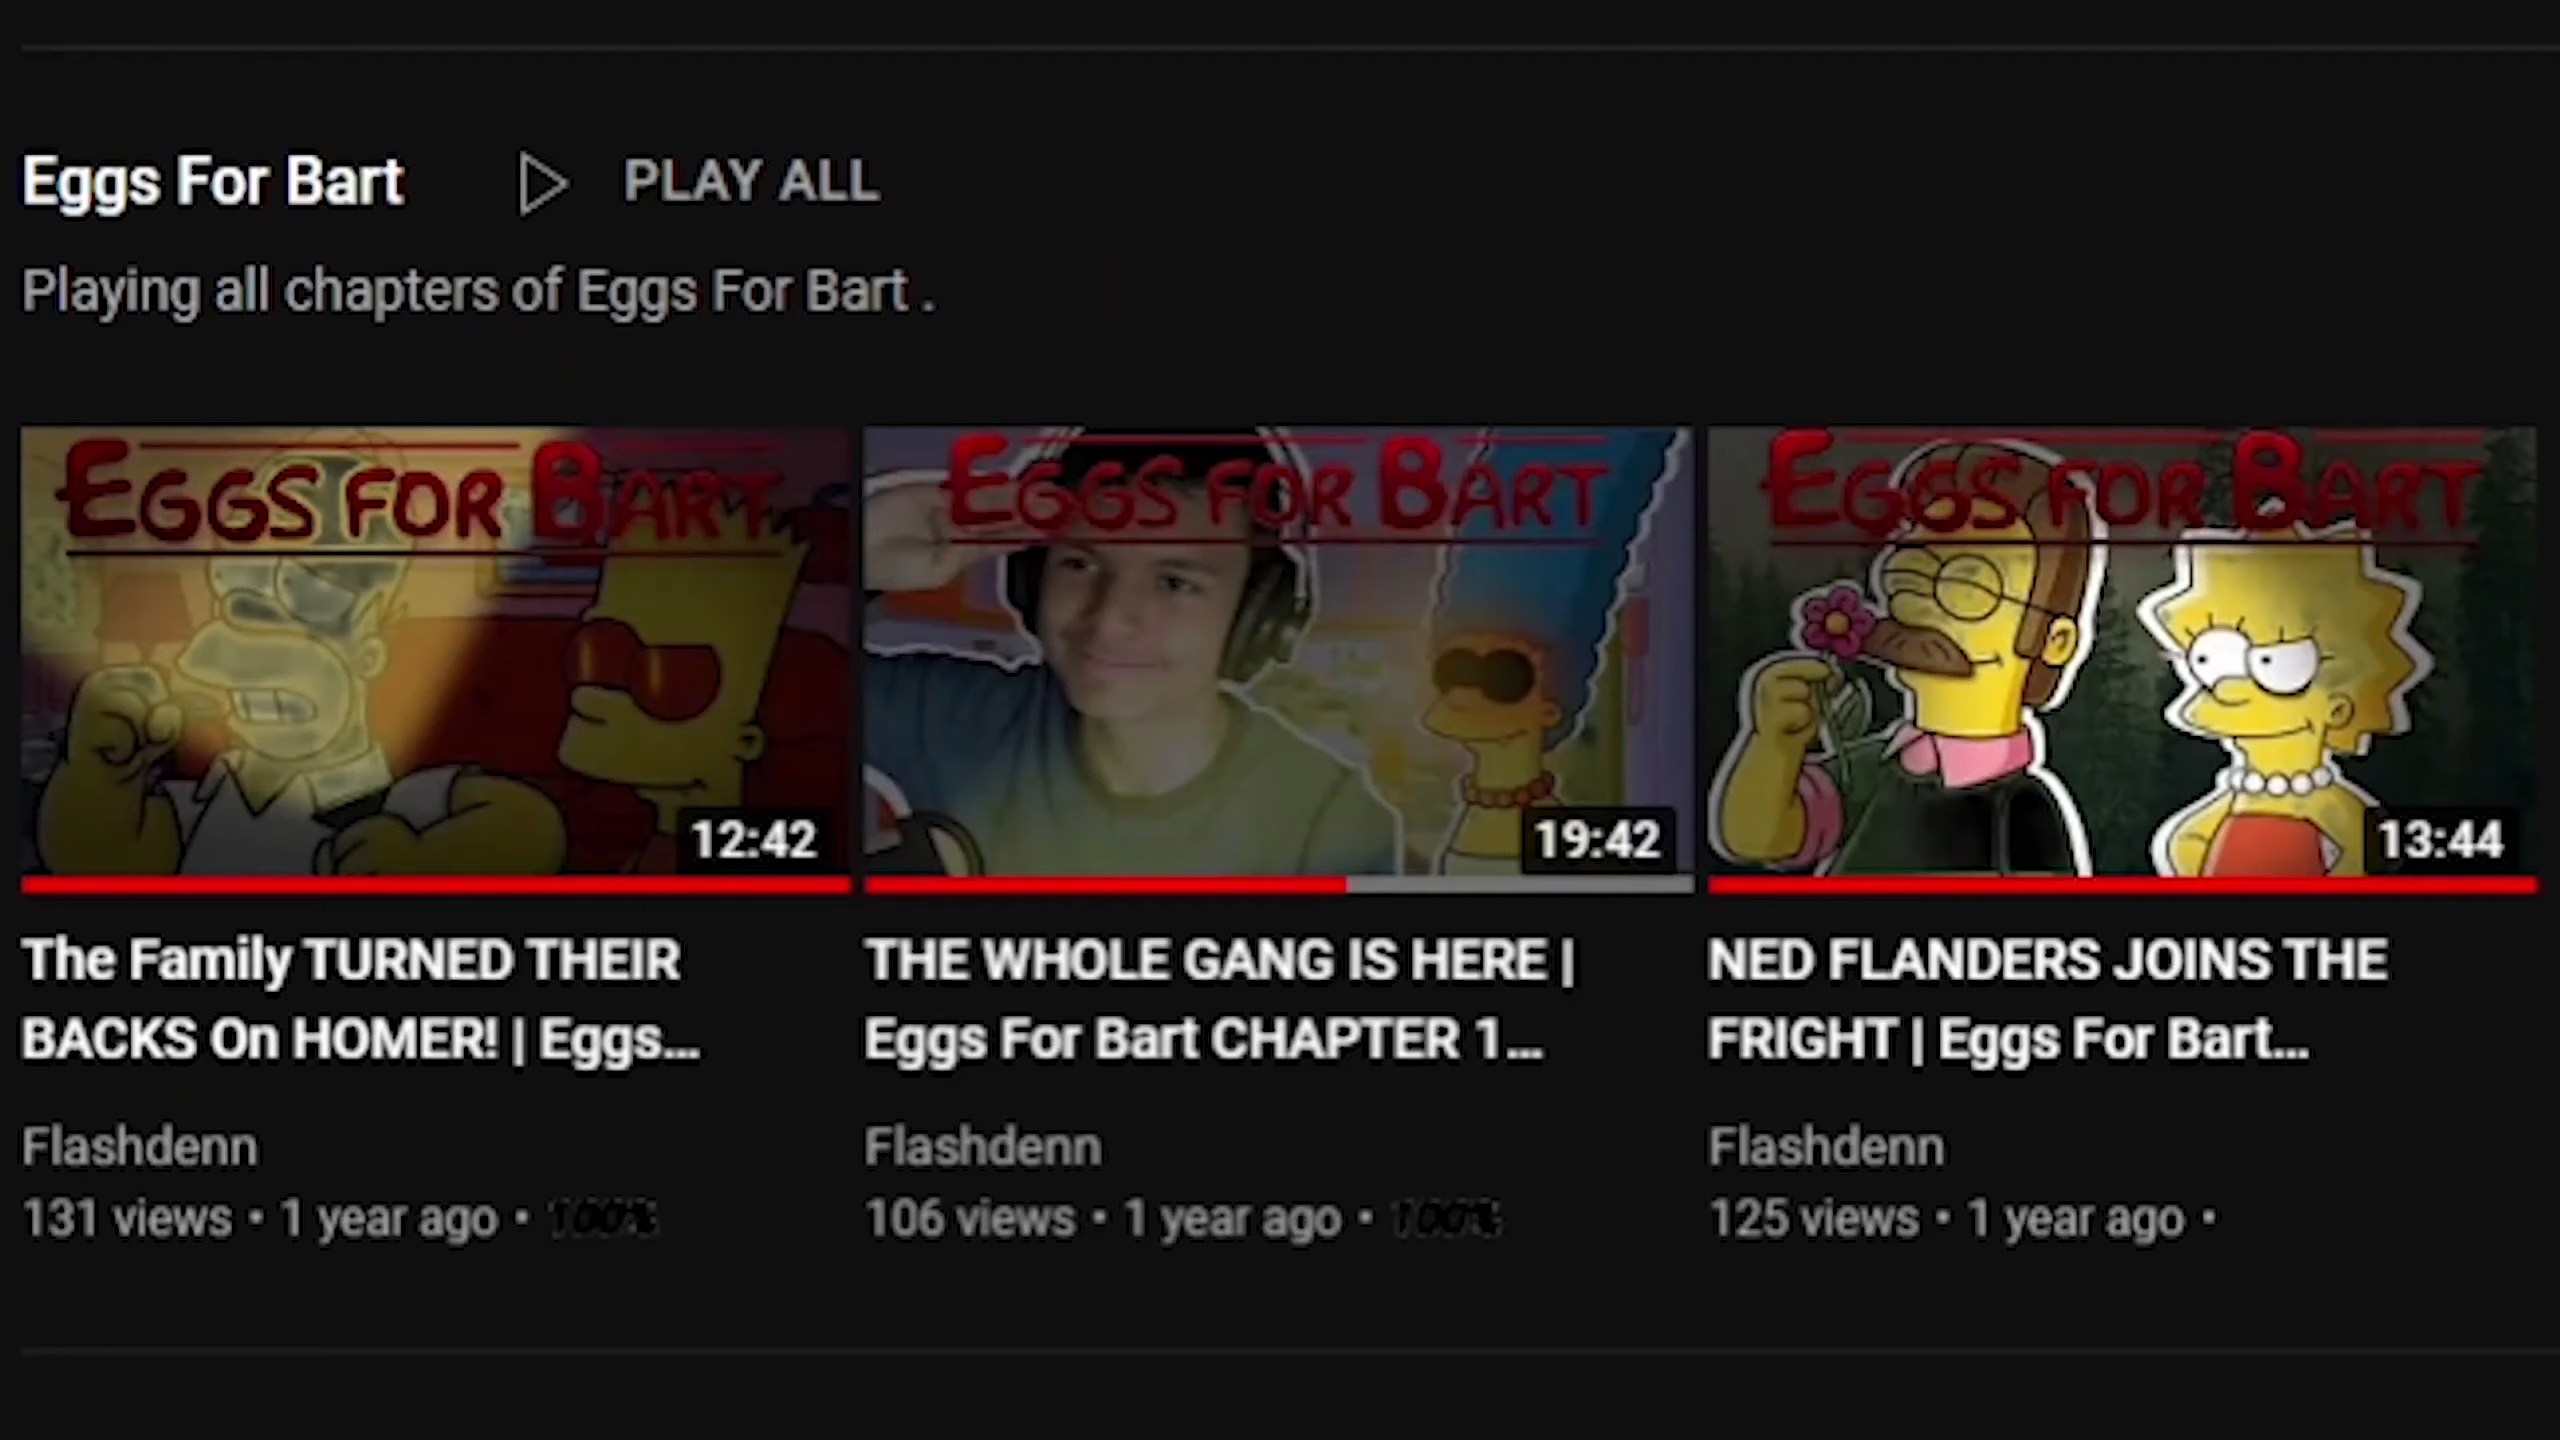 Eggs For Bart PLAY ALL
Playing all chapters of Eggs For Bart .
EGGS FOR BART
12:42
EGGS FOR BART
19:42
EGGS FOR BART
13:44
The Family TURNED THEIR
BACKS On HOMER! | Eggs...
Flashdenn
131 views • 1 year ago • 100%
THE WHOLE GANG IS HERE |
Eggs For Bart CHAPTER 1...
Flashdenn
106 views • 1 year ago • 100%
NED FLANDERS JOINS THE
FRIGHT | Eggs For Bart...
Flashdenn
125 views • 1 year ago •